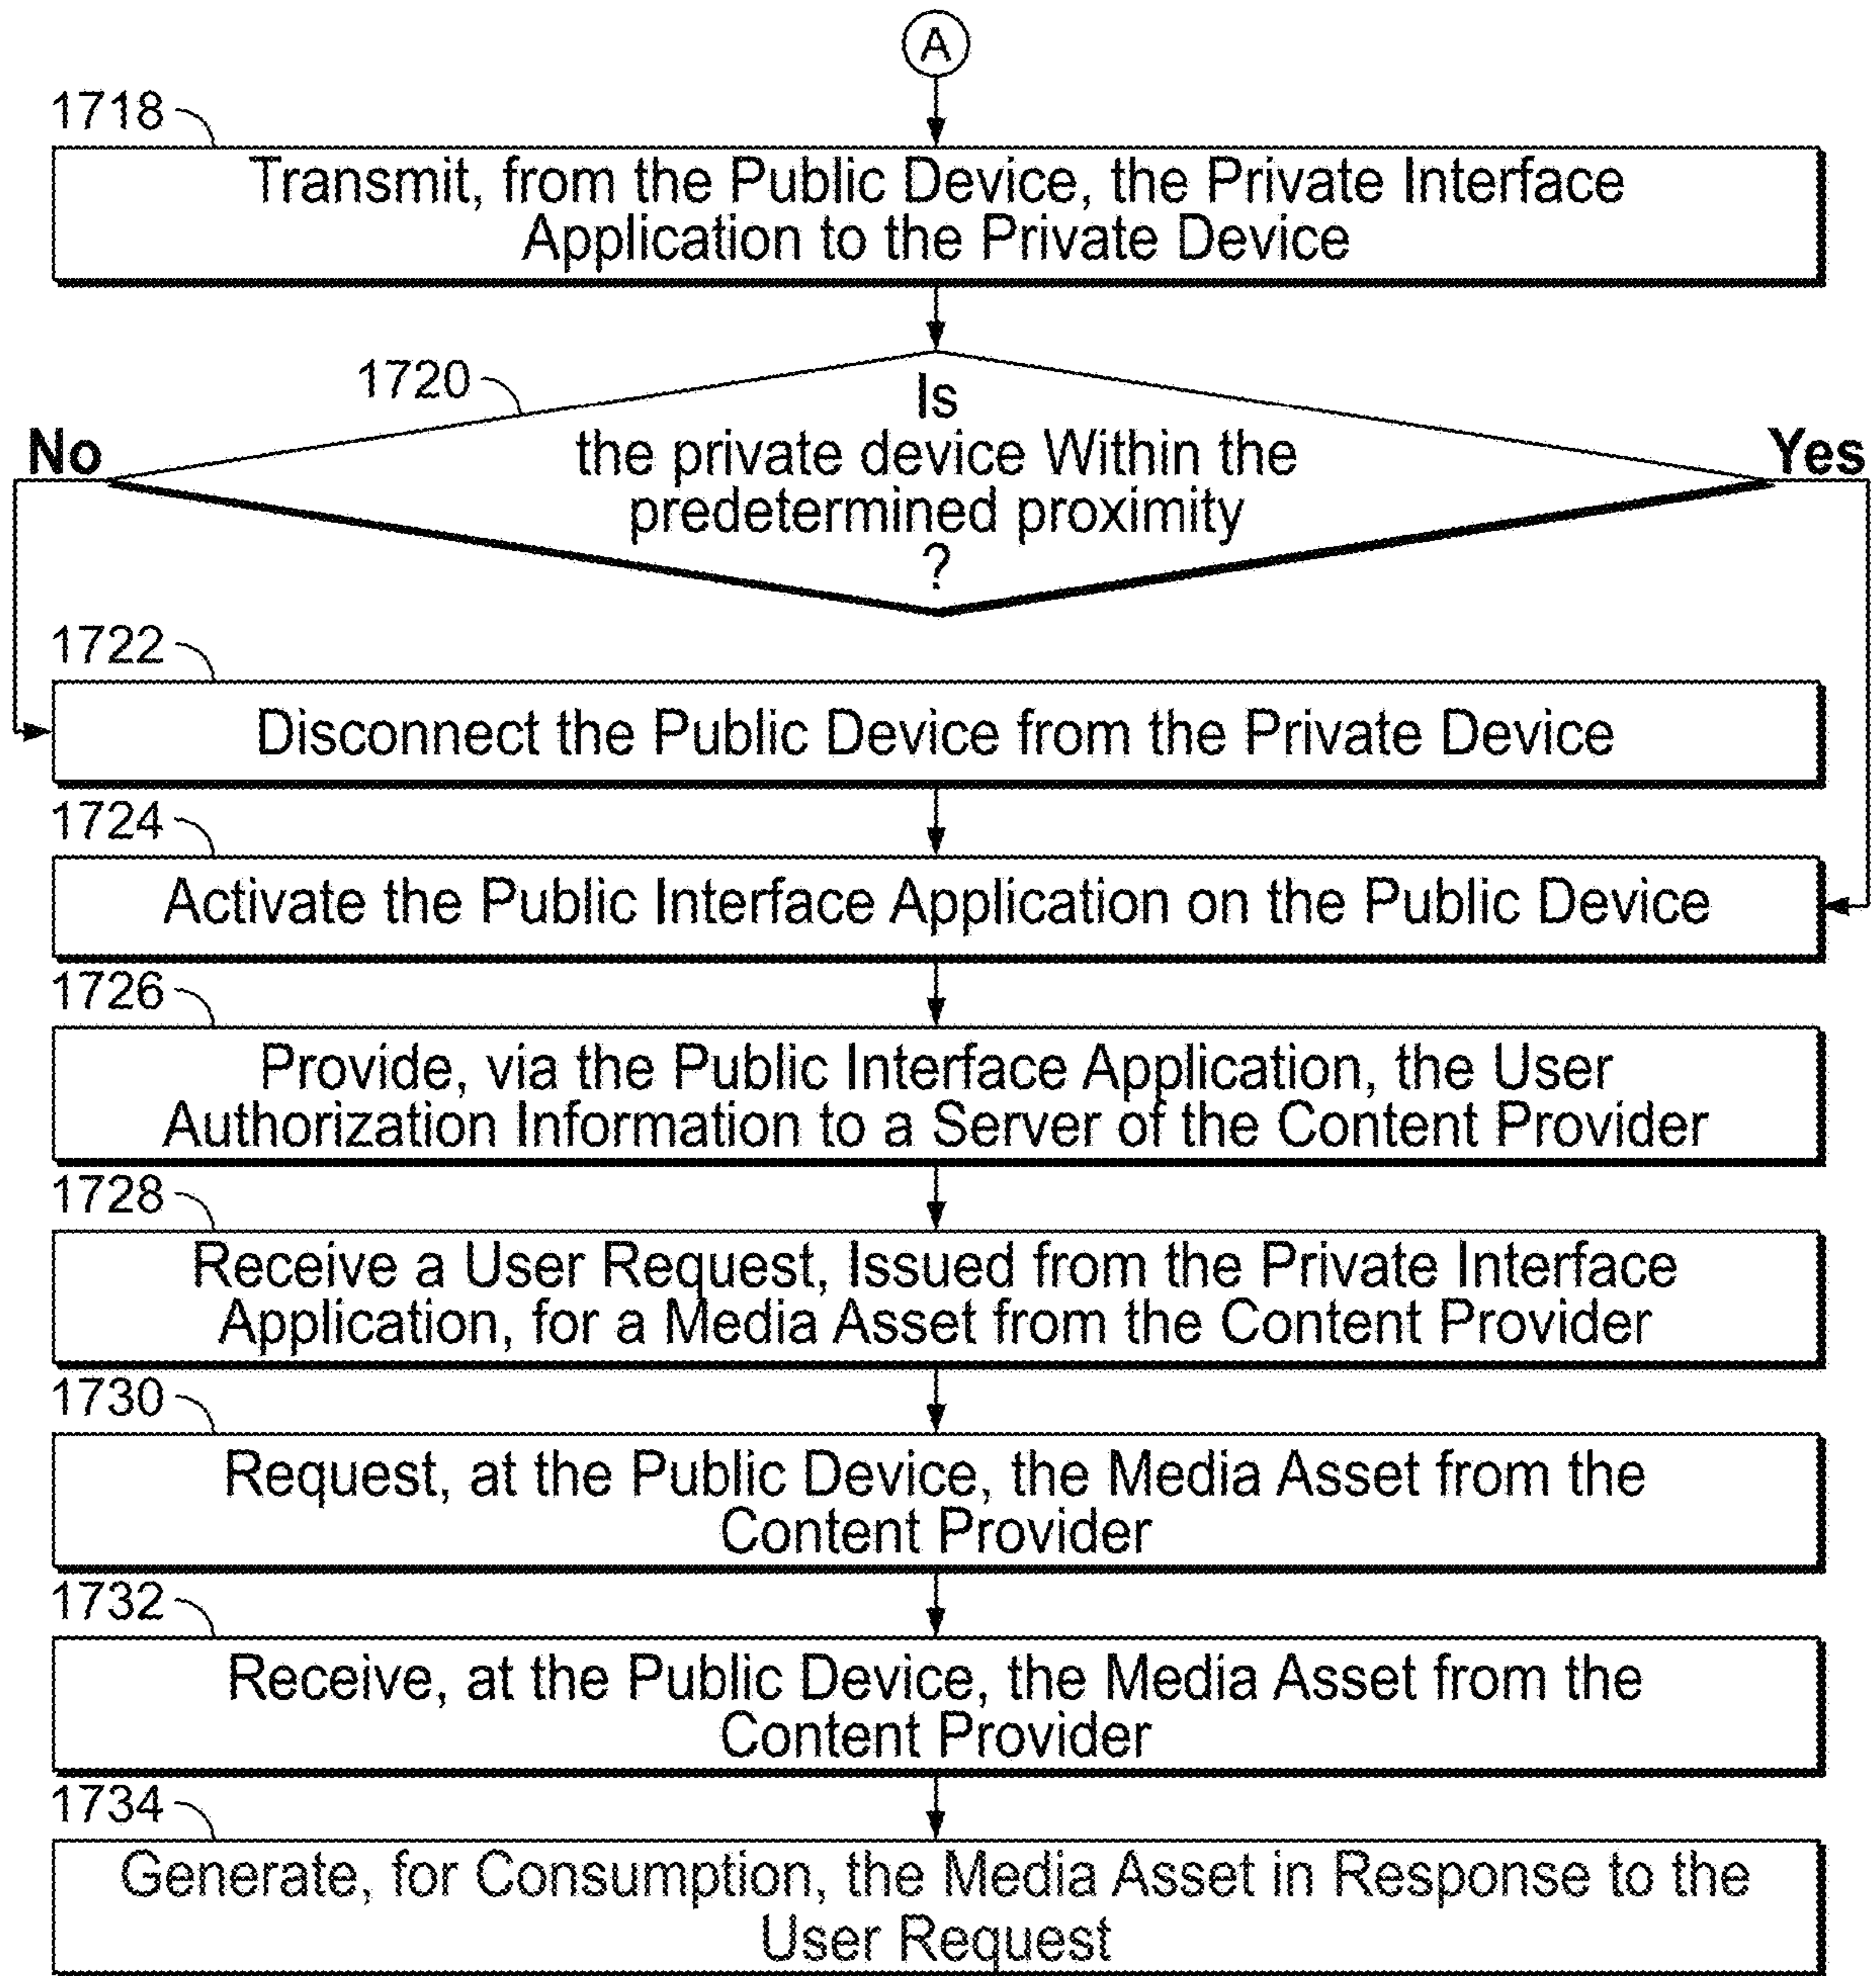 A
1718
Transmit, from the Public Device, the Private Interface
Application to the Private Device
1720
Is
the private device Within the
predetermined proximity
?
No
Yes
1722
Disconnect the Public Device from the Private Device
1724
Activate the Public Interface Application on the Public Device
1726
Provide, via the Public Interface Application, the User
Authorization Information to a Server of the Content Provider
1728
Receive a User Request, Issued from the Private Interface
Application, for a Media Asset from the Content Provider
1730
Request, at the Public Device, the Media Asset from the
Content Provider
1732
Receive, at the Public Device, the Media Asset from the
Content Provider
1734
Generate, for Consumption, the Media Asset in Response to the
User Request